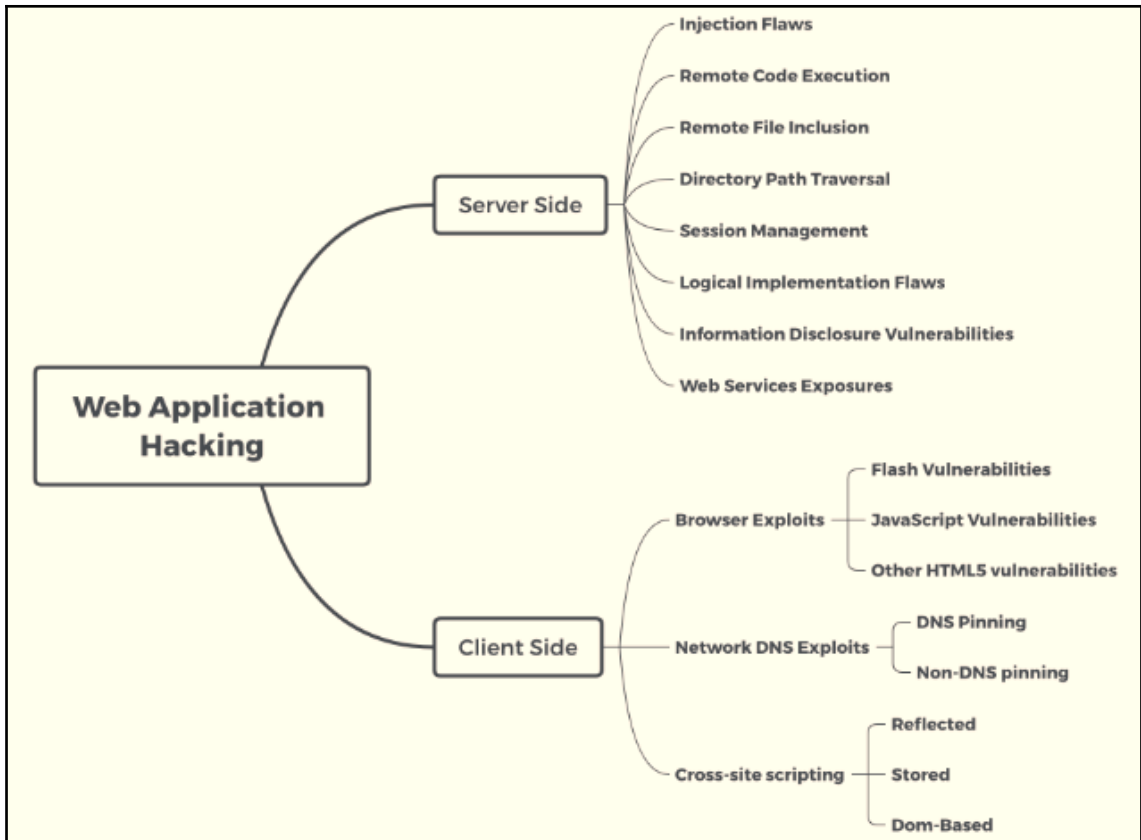 Web Application
Hacking
Server Side
Injection Flaws
Remote Code Execution
Remote File Inclusion
Directory Path Traversal
Session Management
Logical Implementation Flaws
Information Disclosure Vulnerabilities
Web Services Exposures
Client Side
Browser Exploits
Flash Vulnerabilities
JavaScript Vulnerabilities
Other HTML5 vulnerabilities
Network DNS Exploits
DNS Pinning
Non-DNS pinning
Cross-site scripting
Reflected
Stored
Dom-Based